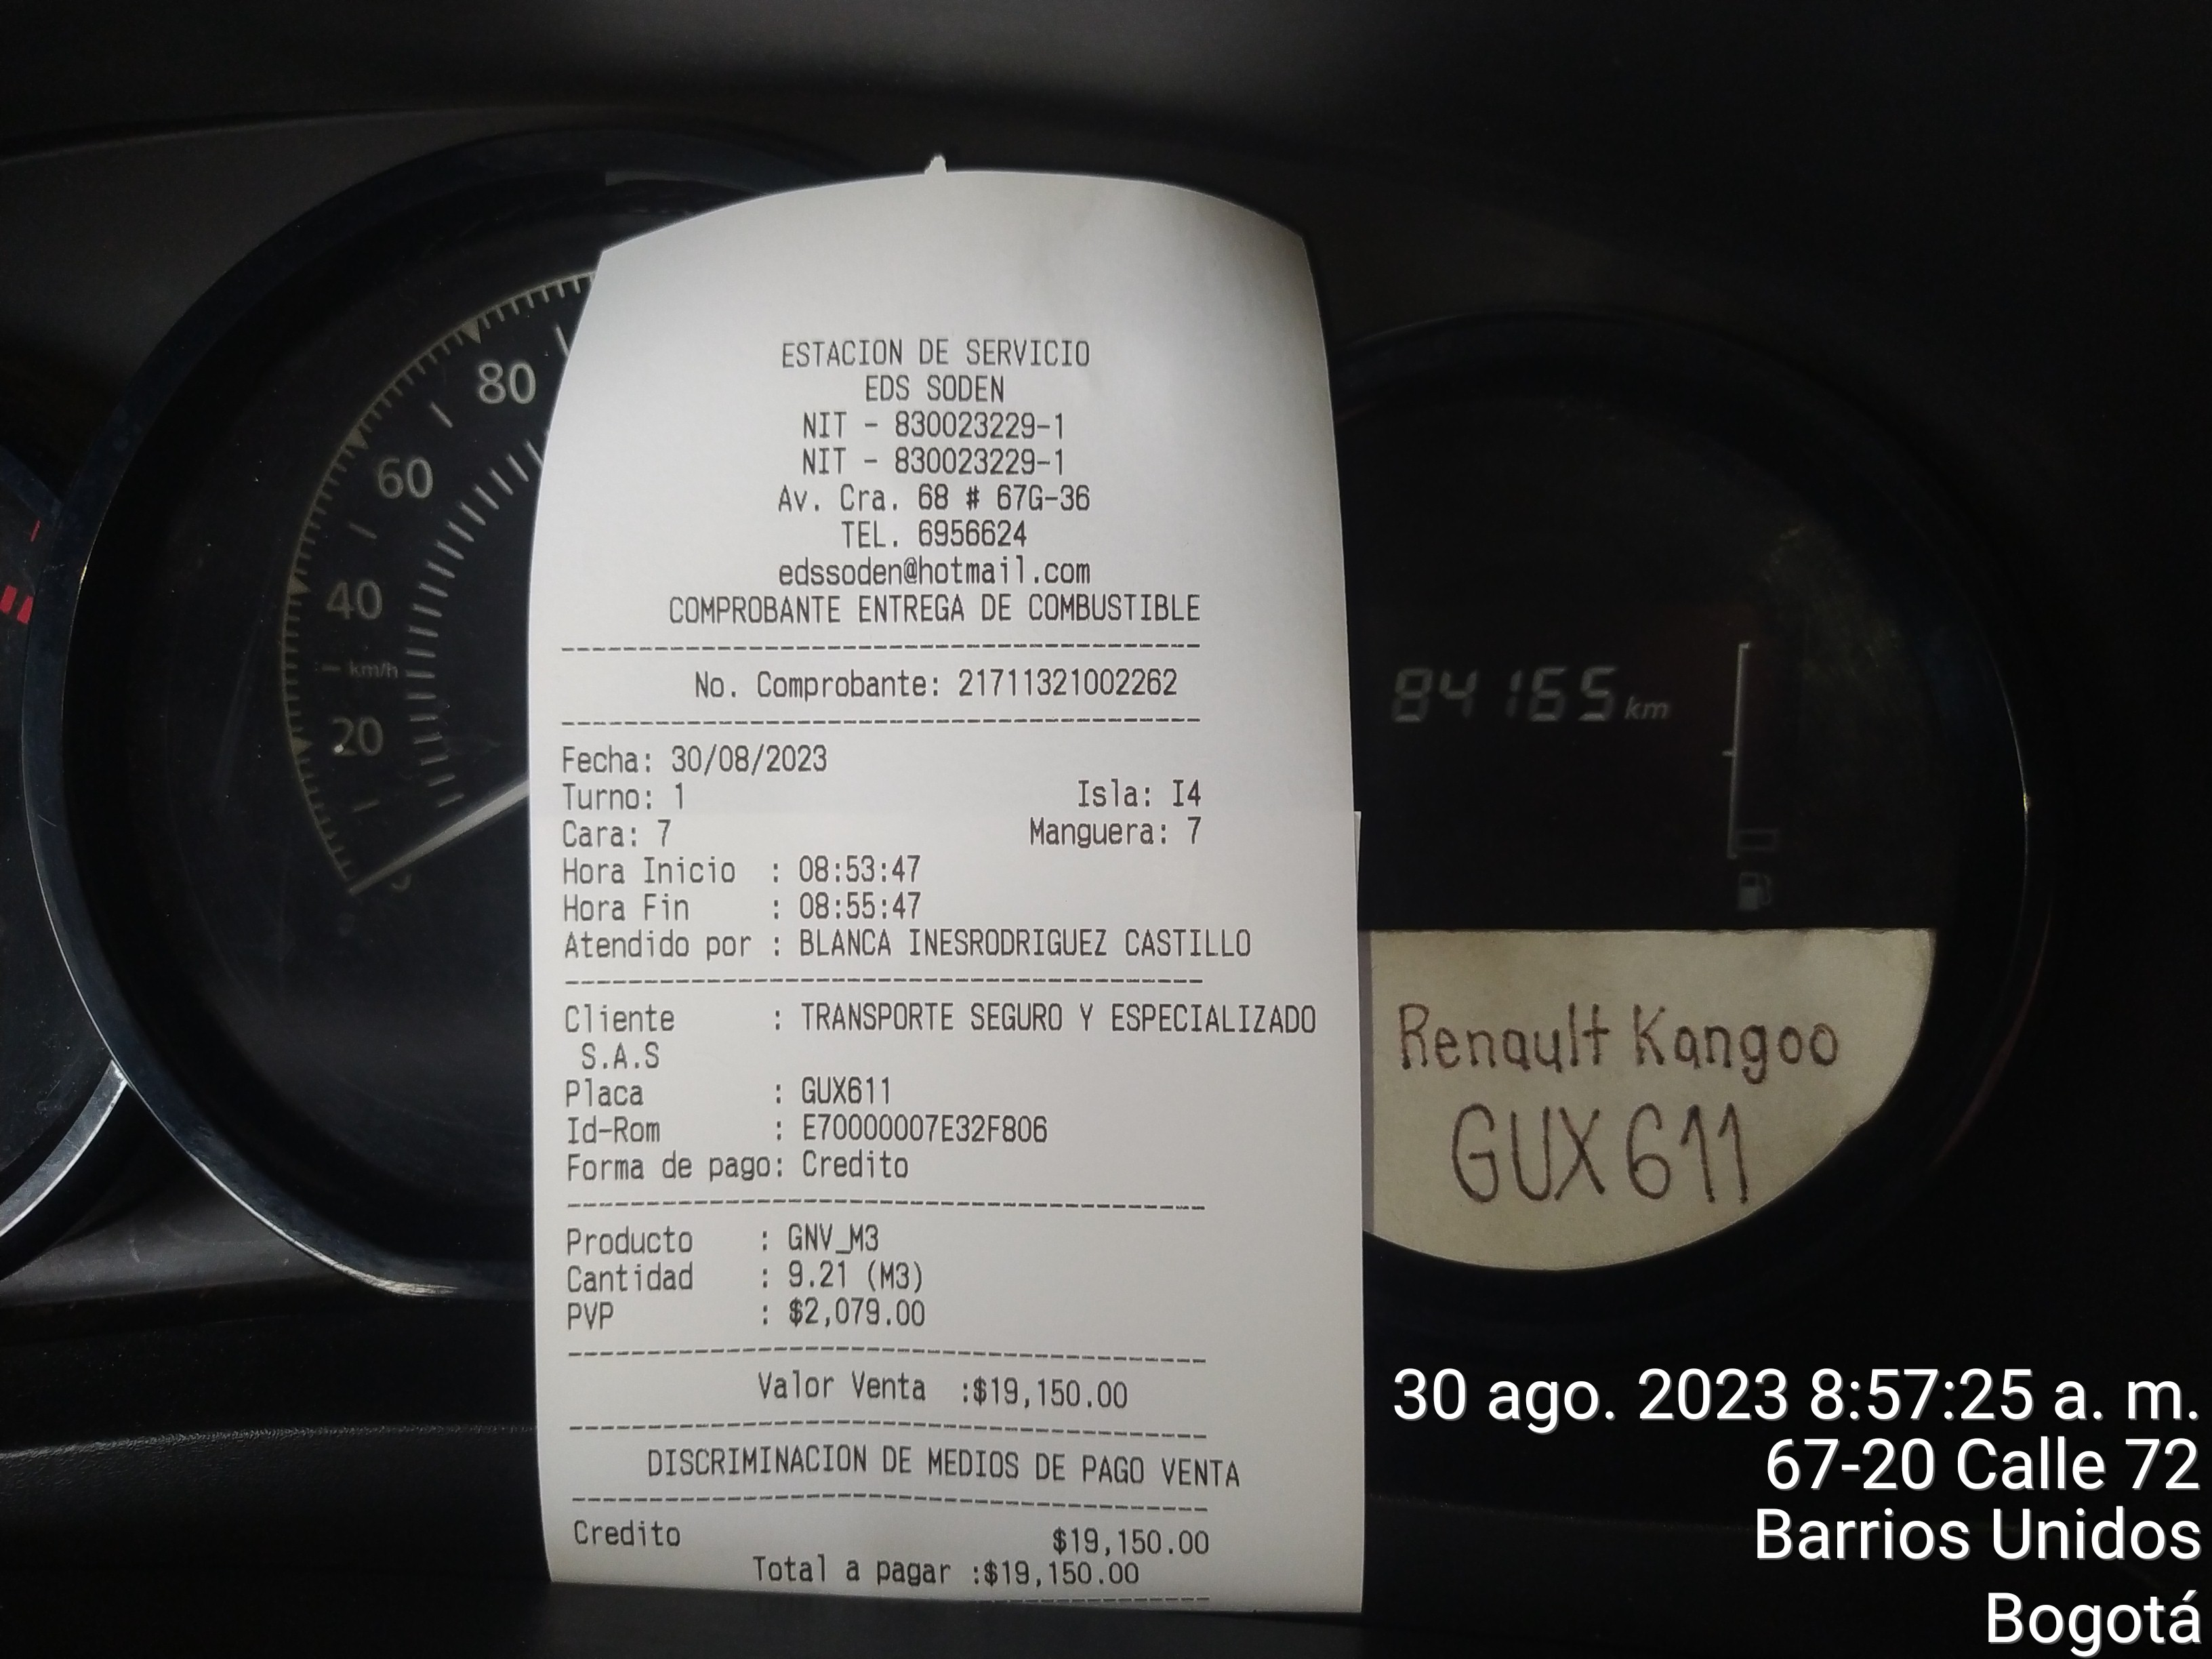 ESTACION DE SERVICIO
EDS SODEN
NIT - 830023229-1
NIT - 830023229-1
Av. Cra. 68 # 67G-36
TEL. 6956624
edssoden@hotmail.com
COMPROBANTE ENTREGA DE COMBUSTIBLE
No. Comprobante: 21711321002262
Fecha: 30/08/2023
Turno: 1 Isla: I4
Cara: 7 Manguera: 7
Hora Inicio : 08:53:47
Hora Fin : 08:55:47
Atendido por : BLANCA INESRODRIGUEZ CASTILLO
Cliente : TRANSPORTE SEGURO Y ESPECIALIZADO
S.A.S
Placa : GUX611
Id-Rom : E70000007E32F806
Forma de pago: Credito
Producto : GNV_M3
Cantidad : 9.21 (M3)
PVP : $2,079.00
Valor Venta :$19,150.00
DISCRIMINACION DE MEDIOS DE PAGO VENTA
Credito $19,150.00
Total a pagar :$19,150.00
80
60
40
km/h
20
84165 km
Renault Kangoo
GUX611
30 ago. 2023 8:57:25 a. m.
67-20 Calle 72
Barrios Unidos
Bogotá